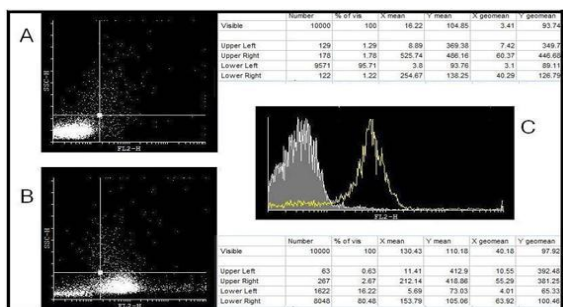 A
Number % of vis X mean Y mean X geomean Y geomean
Visible 10000 100 16.22 104.85 3.41 93.74
Upper Left 129 1.29 8.89 369.38 7.42 349.7
Upper Right 178 1.78 525.74 486.16 60.37 446.68
Lower Left 9571 95.71 3.8 93.76 3.1 89.11
Lower Right 122 1.22 254.67 138.25 40.29 126.79
SSC-H
FL2-H
C
FL2-H
B
SSC-H
FL2-H
Number % of vis X mean Y mean X geomean Y geomean
Visible 10000 100 130.43 110.18 40.18 97.92
Upper Left 63 0.63 11.41 412.9 10.55 392.48
Upper Right 267 2.67 212.14 418.86 55.29 381.25
Lower Left 1622 16.22 5.69 73.03 4.01 65.33
Lower Right 8048 80.48 153.79 105.06 63.92 100.46